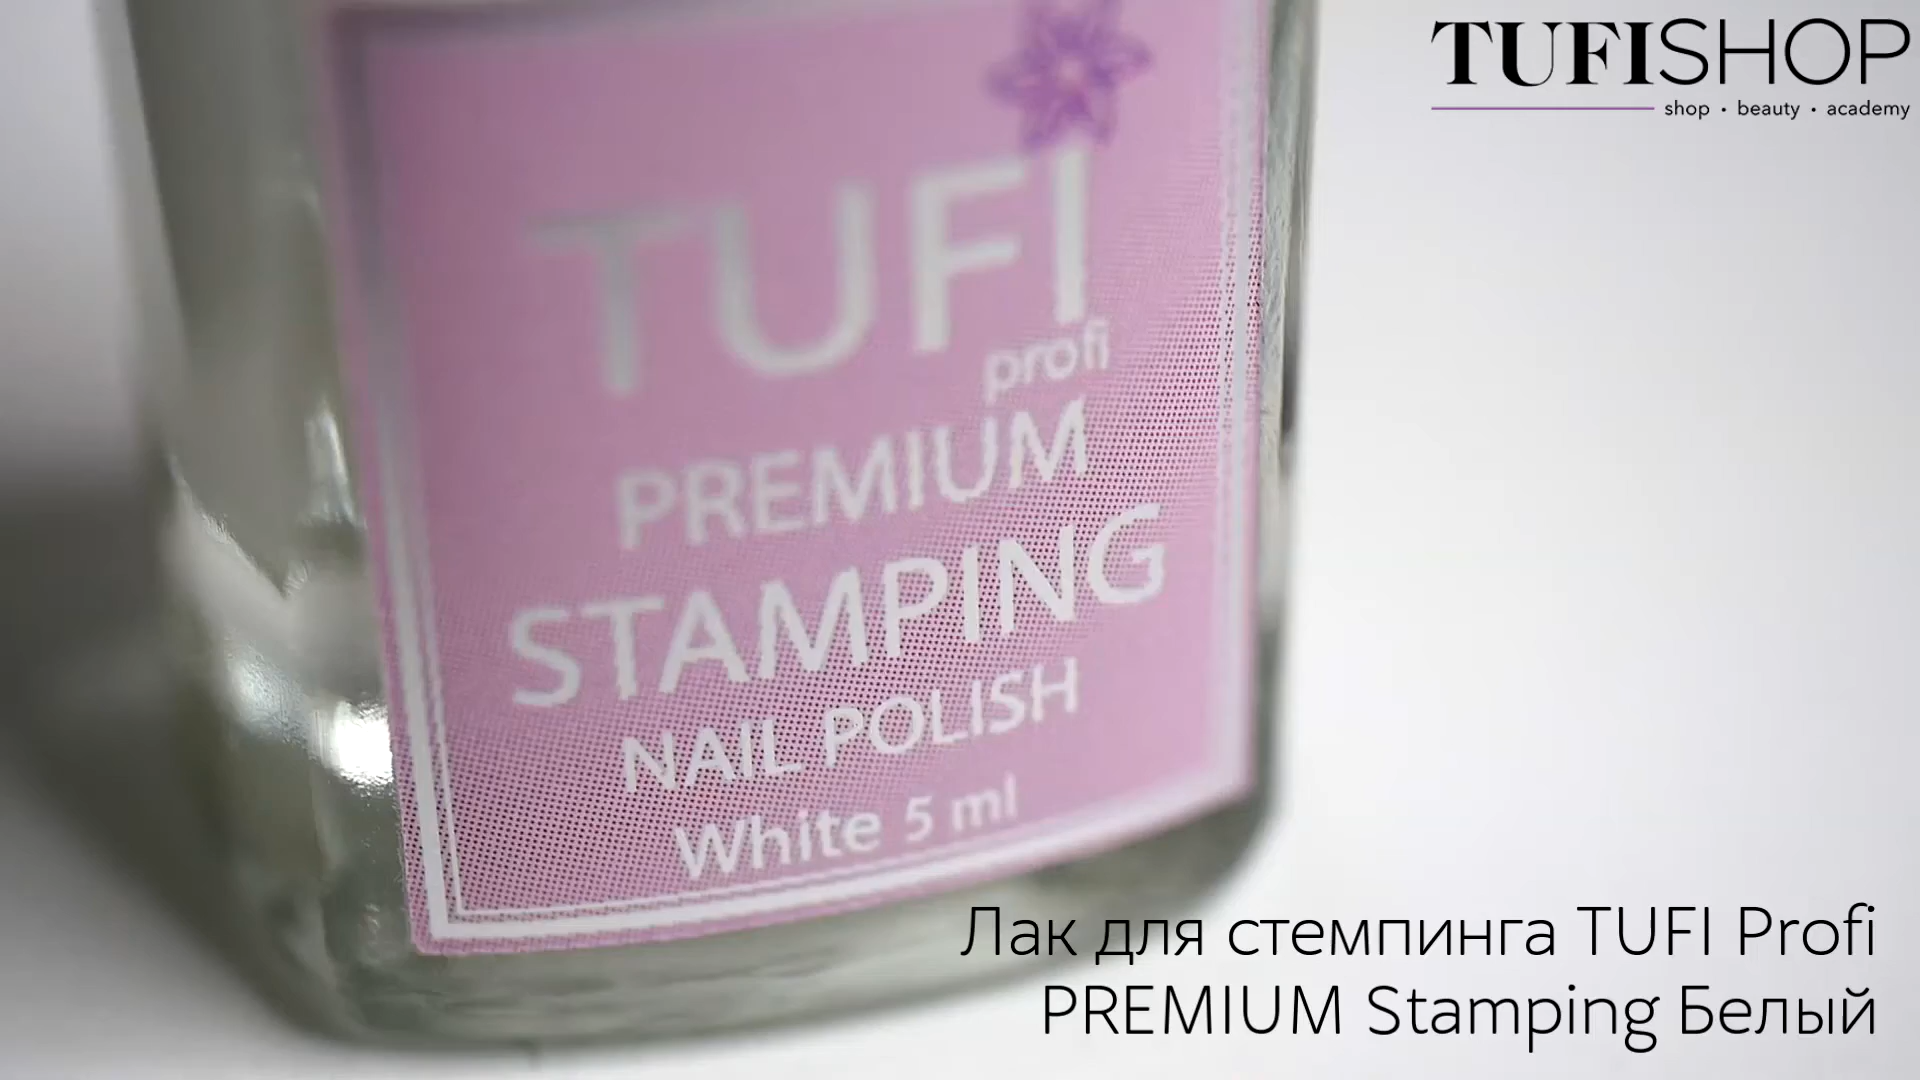 TUFISHOP
shop • beauty • academy
TUFI
profi
PREMIUM
STAMPING
NAIL POLISH
White 5 ml
Лак для стемпинга TUFI Profi
PREMIUM Stamping Белый